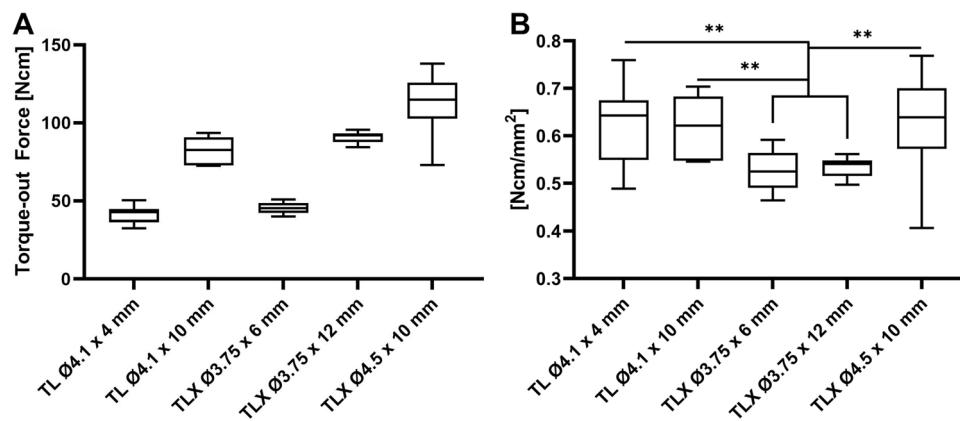 A
Torque-out Force [Ncm]
150
100
50
0
TL Ø4.1 x 4 mm
TL Ø4.1 x 10 mm
TLX Ø3.75 x 6 mm
TLX Ø3.75 x 12 mm
TLX Ø4.5 x 10 mm
B
[Ncm/mm²]
0.8
0.7
0.6
0.5
0.4
0.3
**
**
**
TL Ø4.1 x 4 mm
TL Ø4.1 x 10 mm
TLX Ø3.75 x 6 mm
TLX Ø3.75 x 12 mm
TLX Ø4.5 x 10 mm